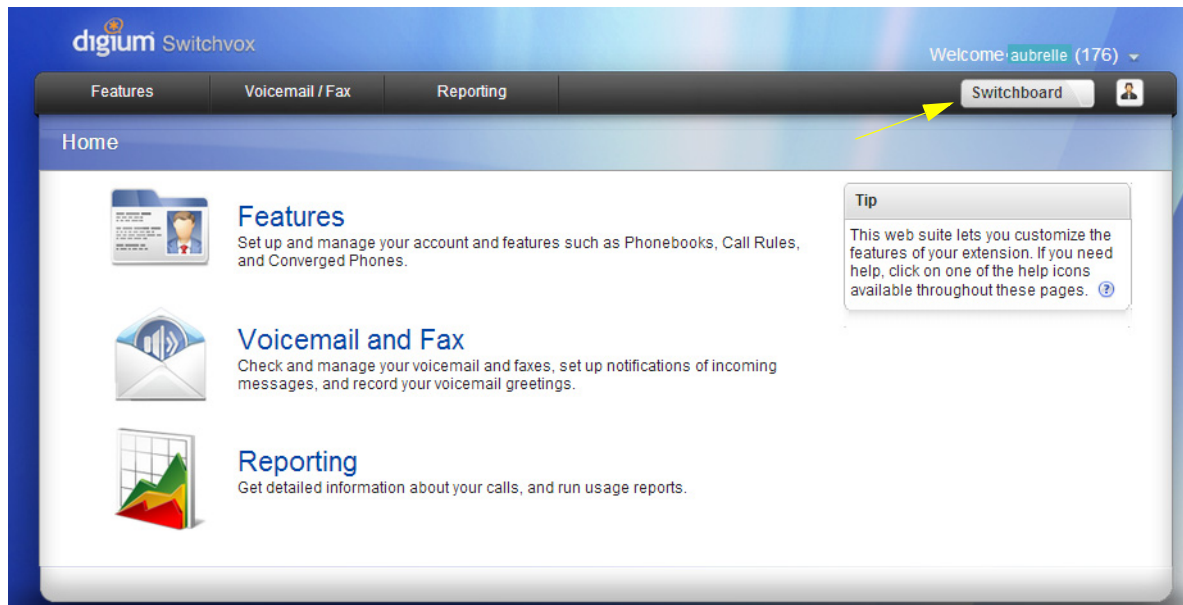 digium Switchvox
Welcome aubrelle (176)
Features Voicemail / Fax Reporting Switchboard
Home
Features
Set up and manage your account and features such as Phonebooks, Call Rules,
and Converged Phones.
Tip
This web suite lets you customize the
features of your extension. If you need
help, click on one of the help icons
available throughout these pages. ?
Voicemail and Fax
Check and manage your voicemail and faxes, set up notifications of incoming
messages, and record your voicemail greetings.
Reporting
Get detailed information about your calls, and run usage reports.